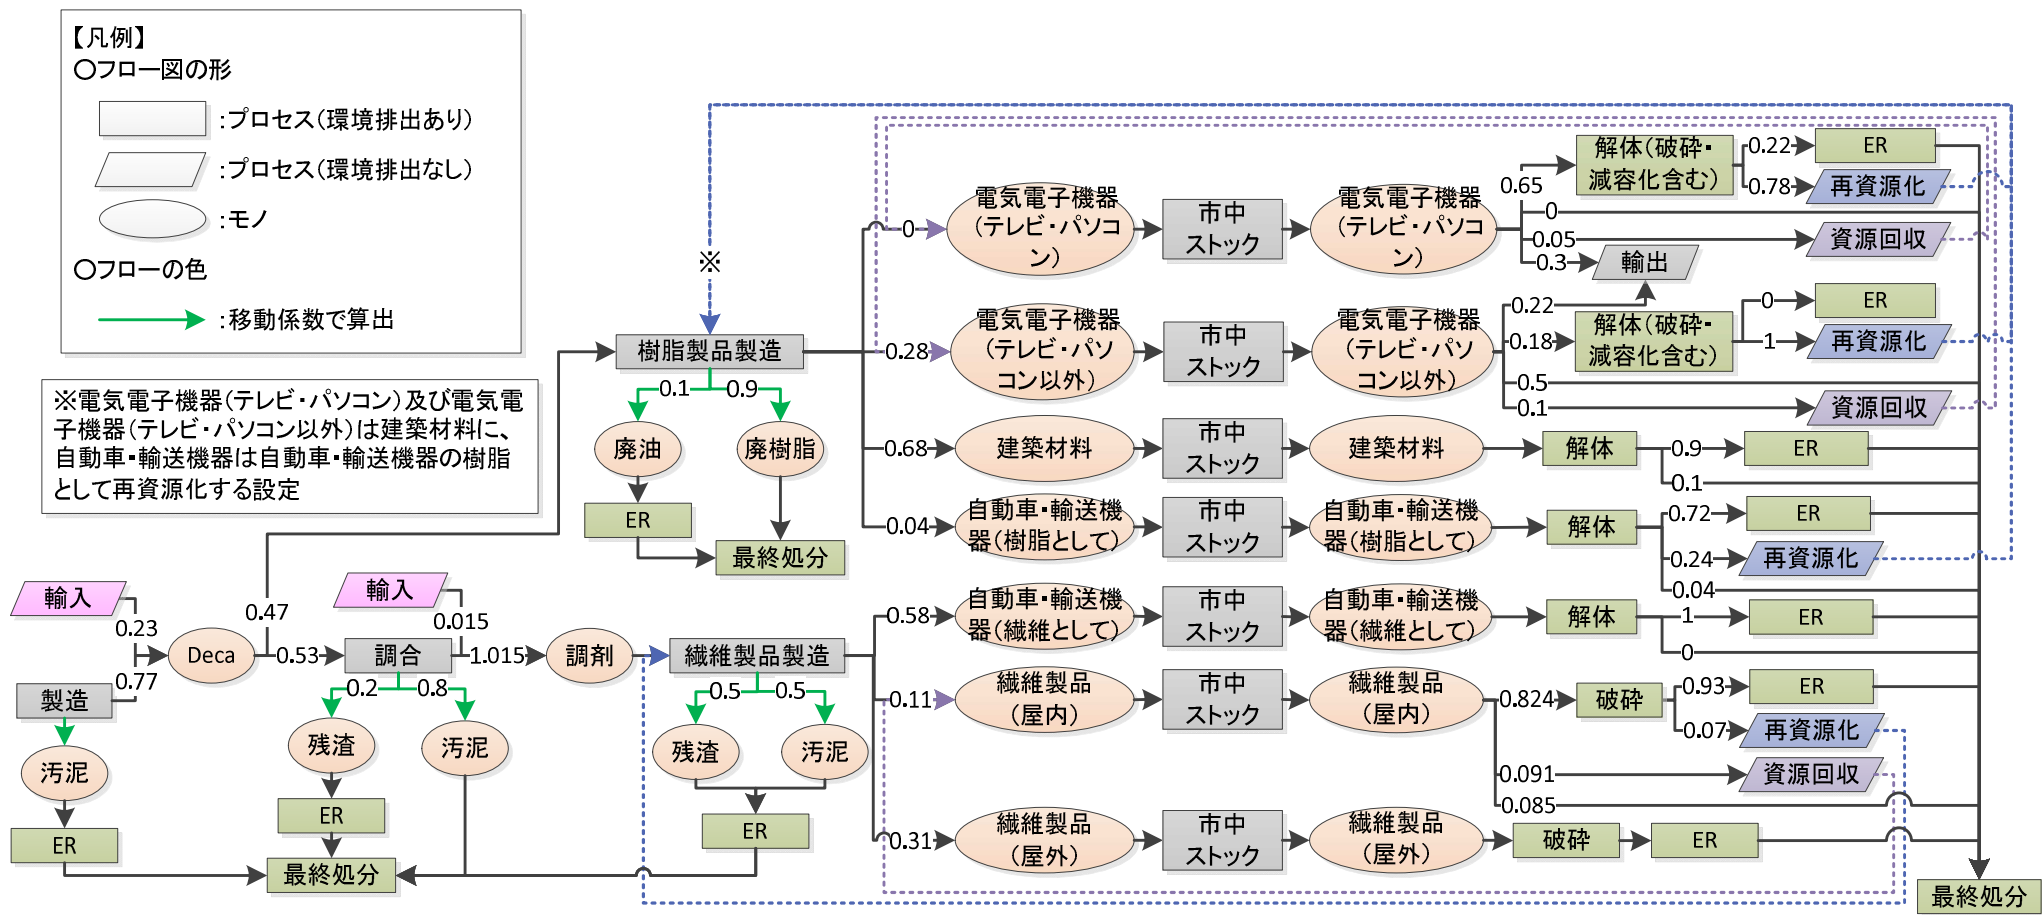 【凡例】
○フロー図の形
:プロセス(環境排出あり)
:プロセス(環境排出なし)
:モノ
○フローの色
:移動係数で算出
※電気電子機器(テレビ・パソコン)及び電気電
子機器(テレビ・パソコン以外)は建築材料に、
自動車・輸送機器は自動車・輸送機器の樹脂
として再資源化する設定
輸入
0.23
0.77
製造
汚泥
ER
Deca
0.47
0.53
輸入
0.015
調合
1.015
調剤
0.2
0.8
残渣
汚泥
ER
最終処分
※
樹脂製品製造
0.1
0.9
廃油
廃樹脂
ER
最終処分
繊維製品製造
0.5
0.5
残渣
汚泥
ER
0
電気電子機器
(テレビ・パソコ
ン)
市中
ストック
電気電子機器
(テレビ・パソコ
ン)
0.65
0
0.05
0.3
解体(破砕・
減容化含む)
0.22
ER
0.78
再資源化
資源回収
輸出
0.28
電気電子機器
(テレビ・パソ
コン以外)
市中
ストック
電気電子機器
(テレビ・パソ
コン以外)
0.22
0.18
0.5
0.1
解体(破砕・
減容化含む)
0
ER
1
再資源化
資源回収
0.68
建築材料
市中
ストック
建築材料
解体
0.9
ER
0.1
0.04
自動車・輸送機
器(樹脂として)
市中
ストック
自動車・輸送機
器(樹脂として)
解体
0.72
ER
0.24
再資源化
0.04
0.58
自動車・輸送機
器(繊維として)
市中
ストック
自動車・輸送機
器(繊維として)
解体
1
ER
0
0.11
繊維製品
(屋内)
市中
ストック
繊維製品
(屋内)
0.824
破砕
0.93
ER
0.07
再資源化
0.091
資源回収
0.085
0.31
繊維製品
(屋外)
市中
ストック
繊維製品
(屋外)
破砕
ER
最終処分